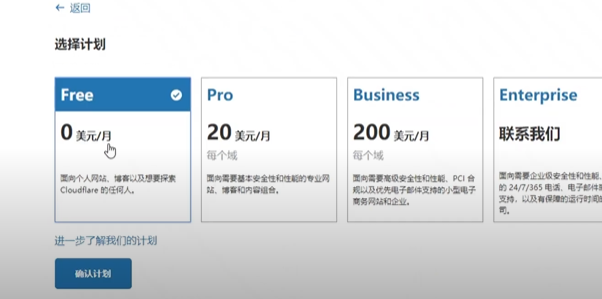 ← 返回
选择计划
Free
0 美元/月
面向个人网站、博客以及想要探索
Cloudflare 的任何人。
Pro
20 美元/月
每个域
面向需要基本安全性和性能的专业网
站、博客和内容组合。
Business
200 美元/月
每个域
面向需要高级安全性和性能、PCI 合
规以及优先电子邮件支持的小型电子
商务网站和企业。
Enterprise
联系我们
面向需要企业级安全性和性能、
的 24/7/365 电话、电子邮件
支持，以及有保障的运行时间的
司。
进一步了解我们的计划
确认计划